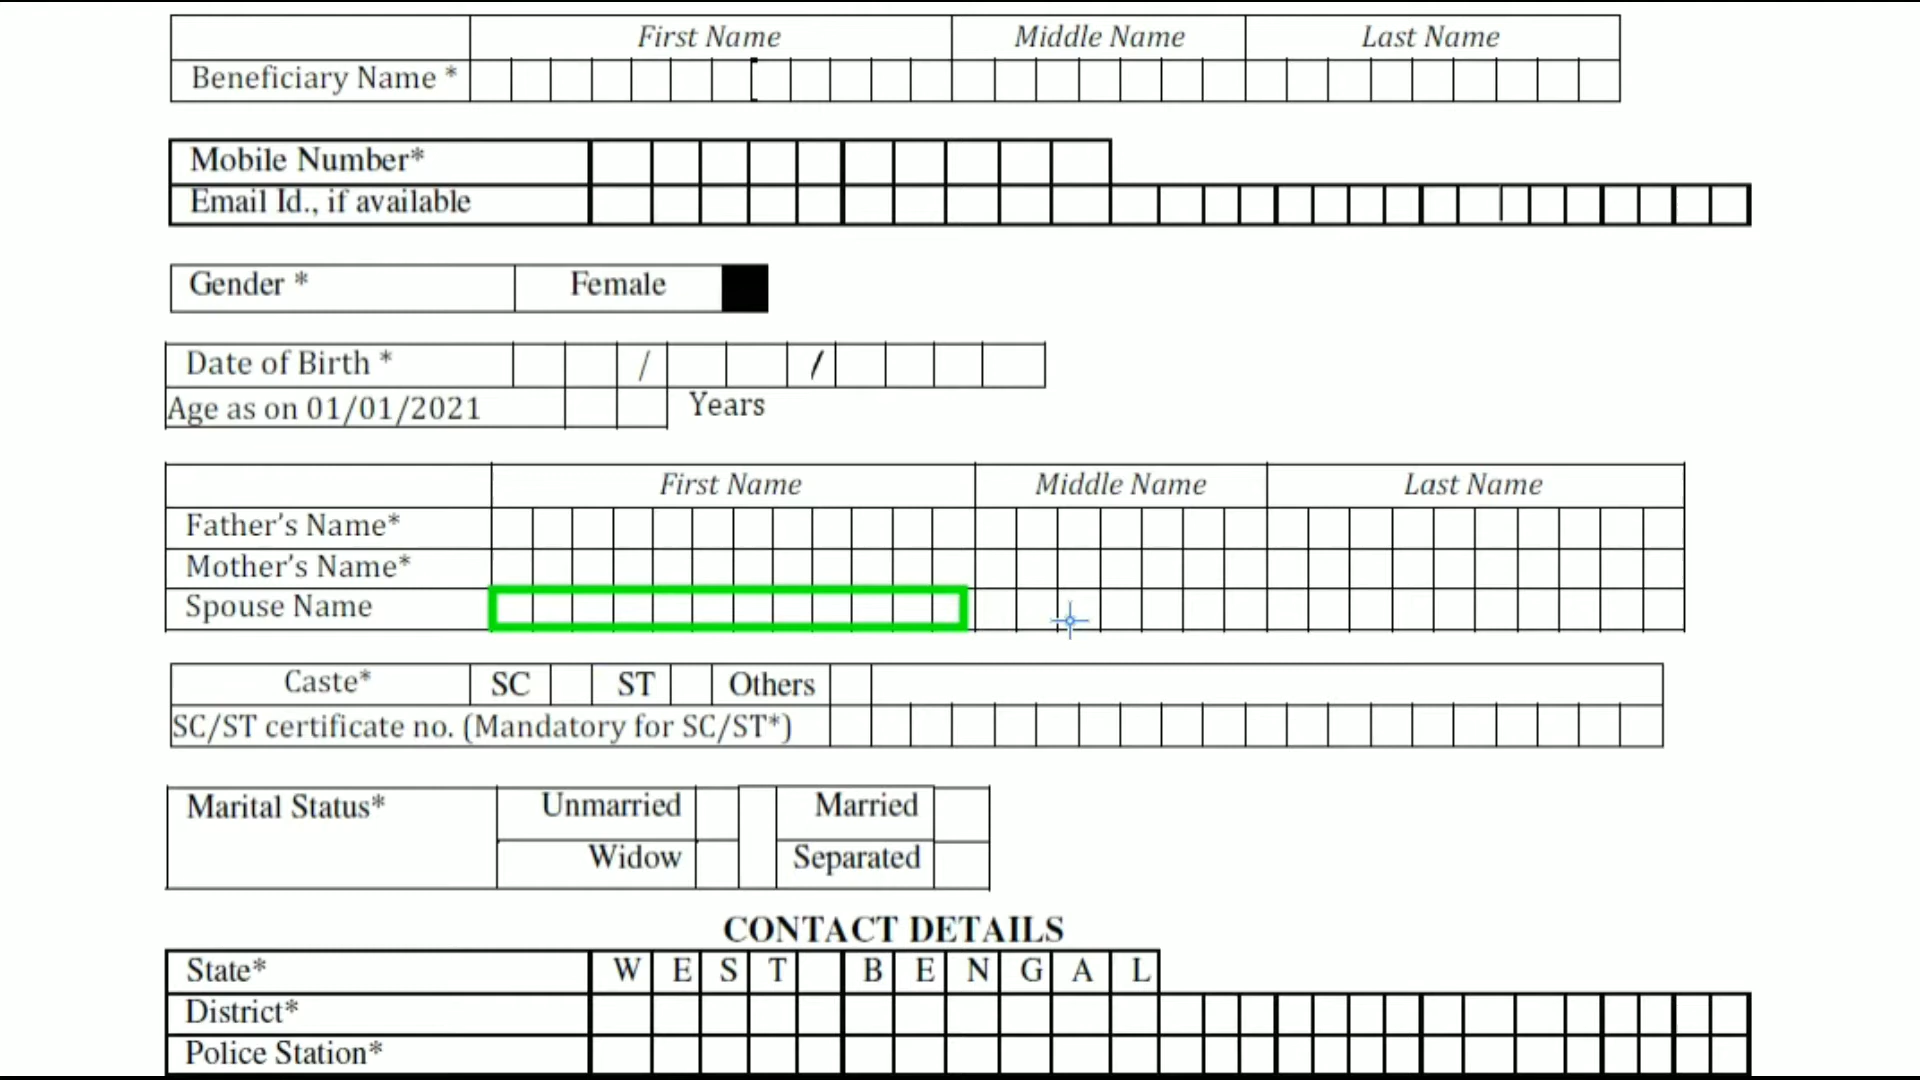 First Name Middle Name Last Name
Beneficiary Name *
Mobile Number*
Email Id., if available
Gender * Female
Date of Birth * / /
Age as on 01/01/2021 Years
First Name Middle Name Last Name
Father’s Name*
Mother’s Name*
Spouse Name
Caste* SC ST Others
SC/ST certificate no. (Mandatory for SC/ST*)
Marital Status* Unmarried Married
Widow Separated
CONTACT DETAILS
State* W E S T B E N G A L
District*
Police Station*